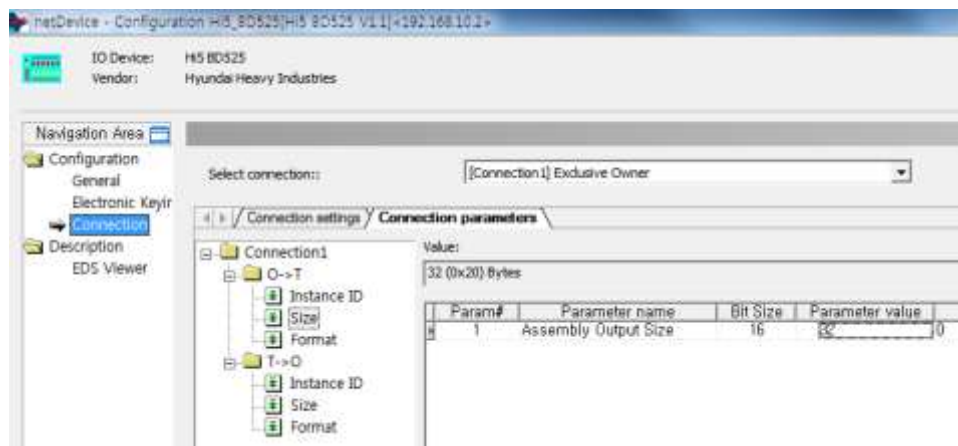 netDevice - Configuration Hi5_BD525[Hi5 BD525 V1.1]<192.168.10.2>
IO Device: Hi5 BD525
Vendor: Hyundai Heavy Industries
Navigation Area
Configuration
General
Electronic Keyir
Connection
Description
EDS Viewer
Select connection::
[Connection1] Exclusive Owner
Connection settings
Connection parameters
Connection1
O->T
Instance ID
Size
Format
T->O
Instance ID
Size
Format
Value:
32 (0x20) Bytes
Param# Parameter name Bit Size Parameter value
1 Assembly Output Size 16 32 0